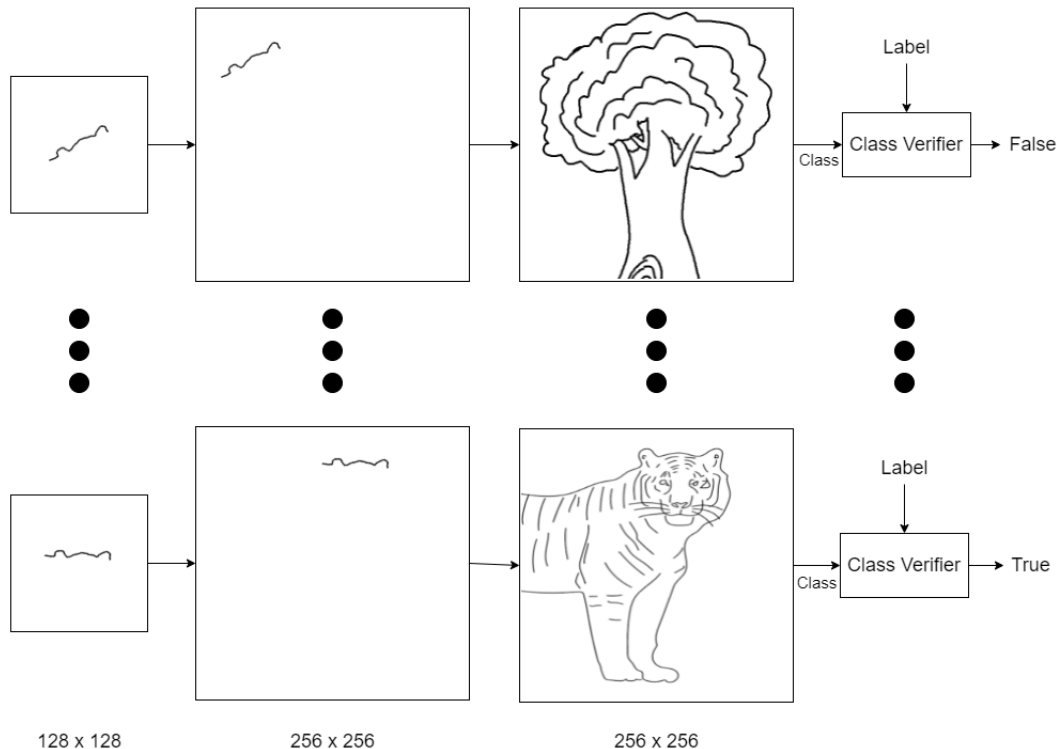 Label
Class Verifier
False
Class
Label
Class Verifier
True
Class
128 x 128
256 x 256
256 x 256